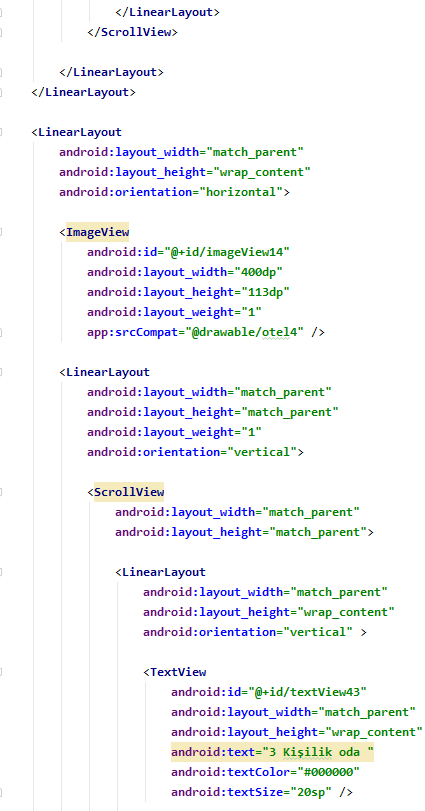 </LinearLayout>
</ScrollView>
</LinearLayout>
</LinearLayout>
<LinearLayout
android:layout_width="match_parent"
android:layout_height="wrap_content"
android:orientation="horizontal">
<ImageView
android:id="@+id/imageView14"
android:layout_width="400dp"
android:layout_height="113dp"
android:layout_weight="1"
app:srcCompat="@drawable/otel4" />
<LinearLayout
android:layout_width="match_parent"
android:layout_height="match_parent"
android:layout_weight="1"
android:orientation="vertical">
<ScrollView
android:layout_width="match_parent"
android:layout_height="match_parent">
<LinearLayout
android:layout_width="match_parent"
android:layout_height="wrap_content"
android:orientation="vertical" >
<TextView
android:id="@+id/textView43"
android:layout_width="match_parent"
android:layout_height="wrap_content"
android:text="3 Kişilik oda "
android:textColor="#000000"
android:textSize="20sp" />